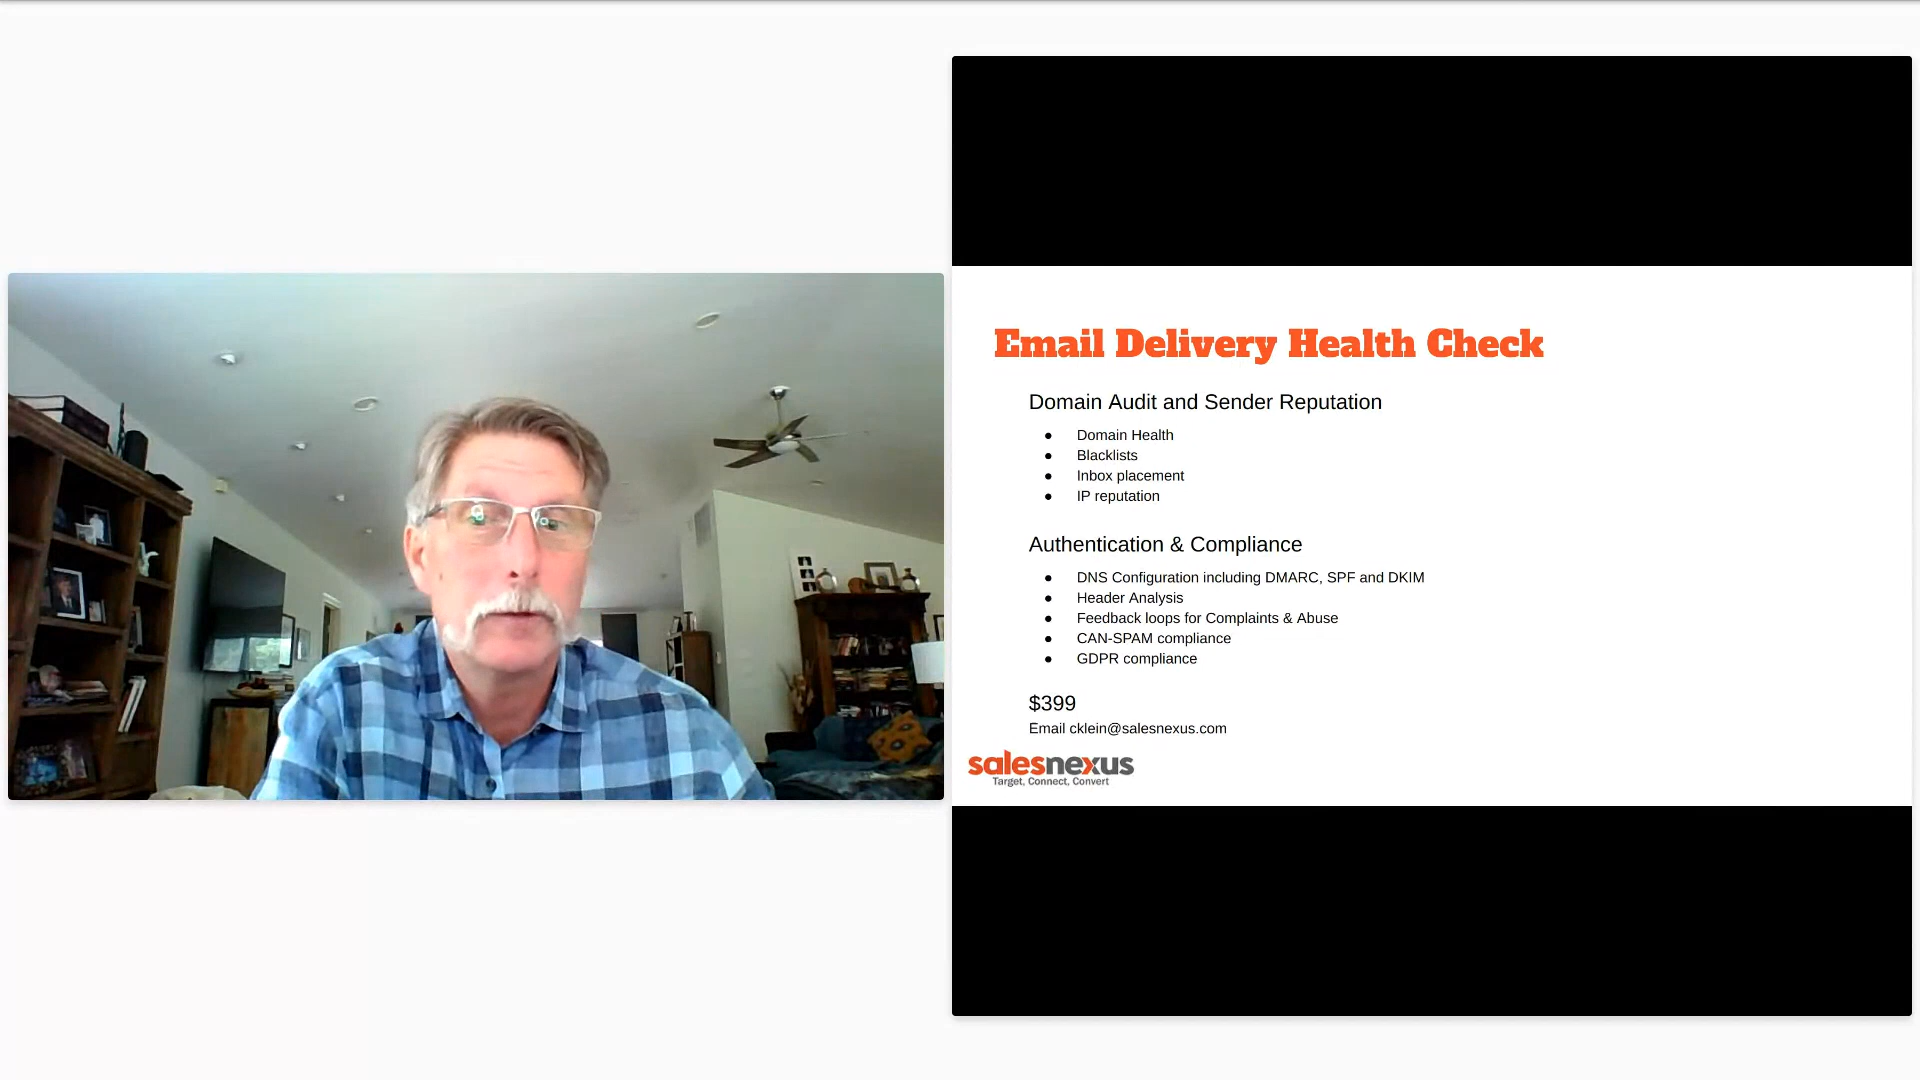 Email Delivery Health Check
Domain Audit and Sender Reputation
● Domain Health
● Blacklists
● Inbox placement
● IP reputation
Authentication & Compliance
● DNS Configuration including DMARC, SPF and DKIM
● Header Analysis
● Feedback loops for Complaints & Abuse
● CAN-SPAM compliance
● GDPR compliance
$399
Email cklein@salesnexus.com
salesnexus
Target, Connect, Convert